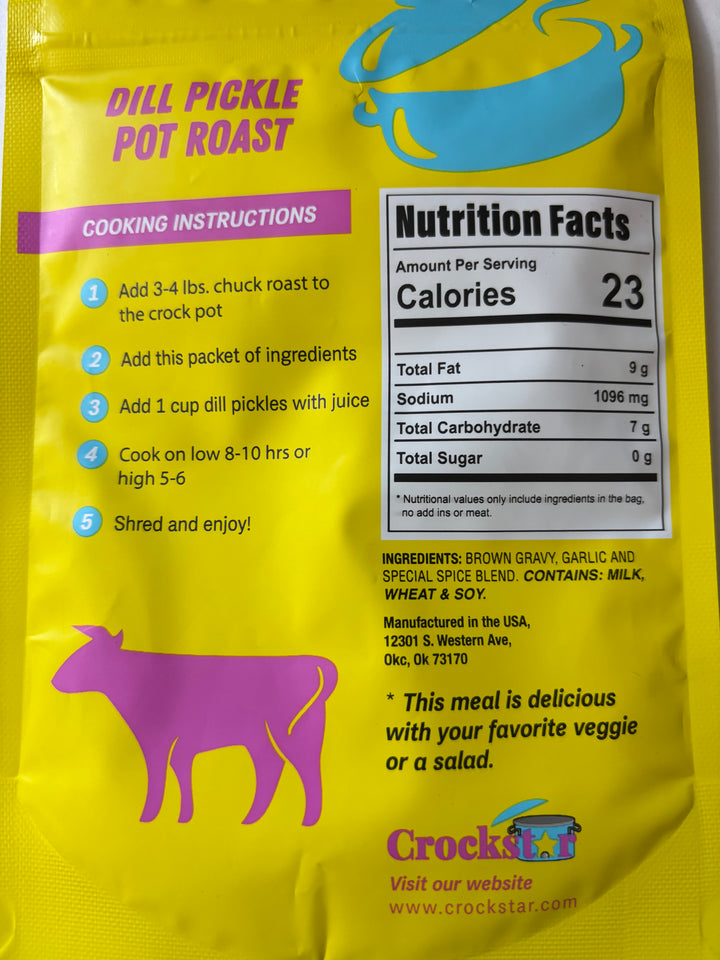 DILL PICKLE
POT ROAST
COOKING INSTRUCTIONS
1 Add 3-4 lbs. chuck roast to
the crock pot
2 Add this packet of ingredients
3 Add 1 cup dill pickles with juice
4 Cook on low 8-10 hrs or
high 5-6
5 Shred and enjoy!
Nutrition Facts
Amount Per Serving
Calories 23
Total Fat 9 g
Sodium 1096 mg
Total Carbohydrate 7 g
Total Sugar 0 g
* Nutritional values only include ingredients in the bag,
no add ins or meat.
INGREDIENTS: BROWN GRAVY, GARLIC AND
SPECIAL SPICE BLEND. CONTAINS: MILK,
WHEAT & SOY.
Manufactured in the USA,
12301 S. Western Ave,
Okc, Ok 73170
* This meal is delicious
with your favorite veggie
or a salad.
Crockstar
Visit our website
www.crockstar.com